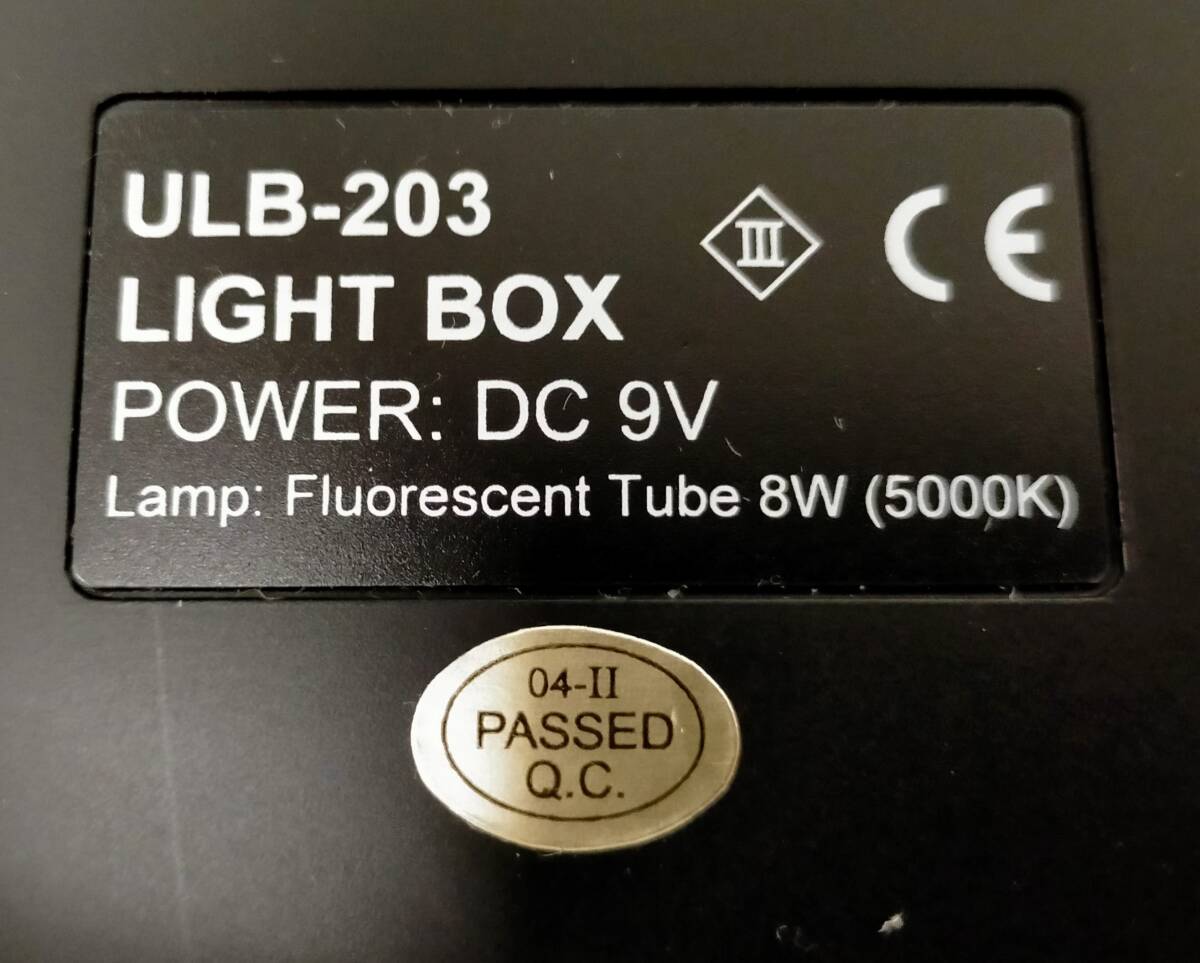 ULB-203
LIGHT BOX
III
CE
POWER: DC 9V
Lamp: Fluorescent Tube 8W (5000K)
04-II
PASSED
Q.C.